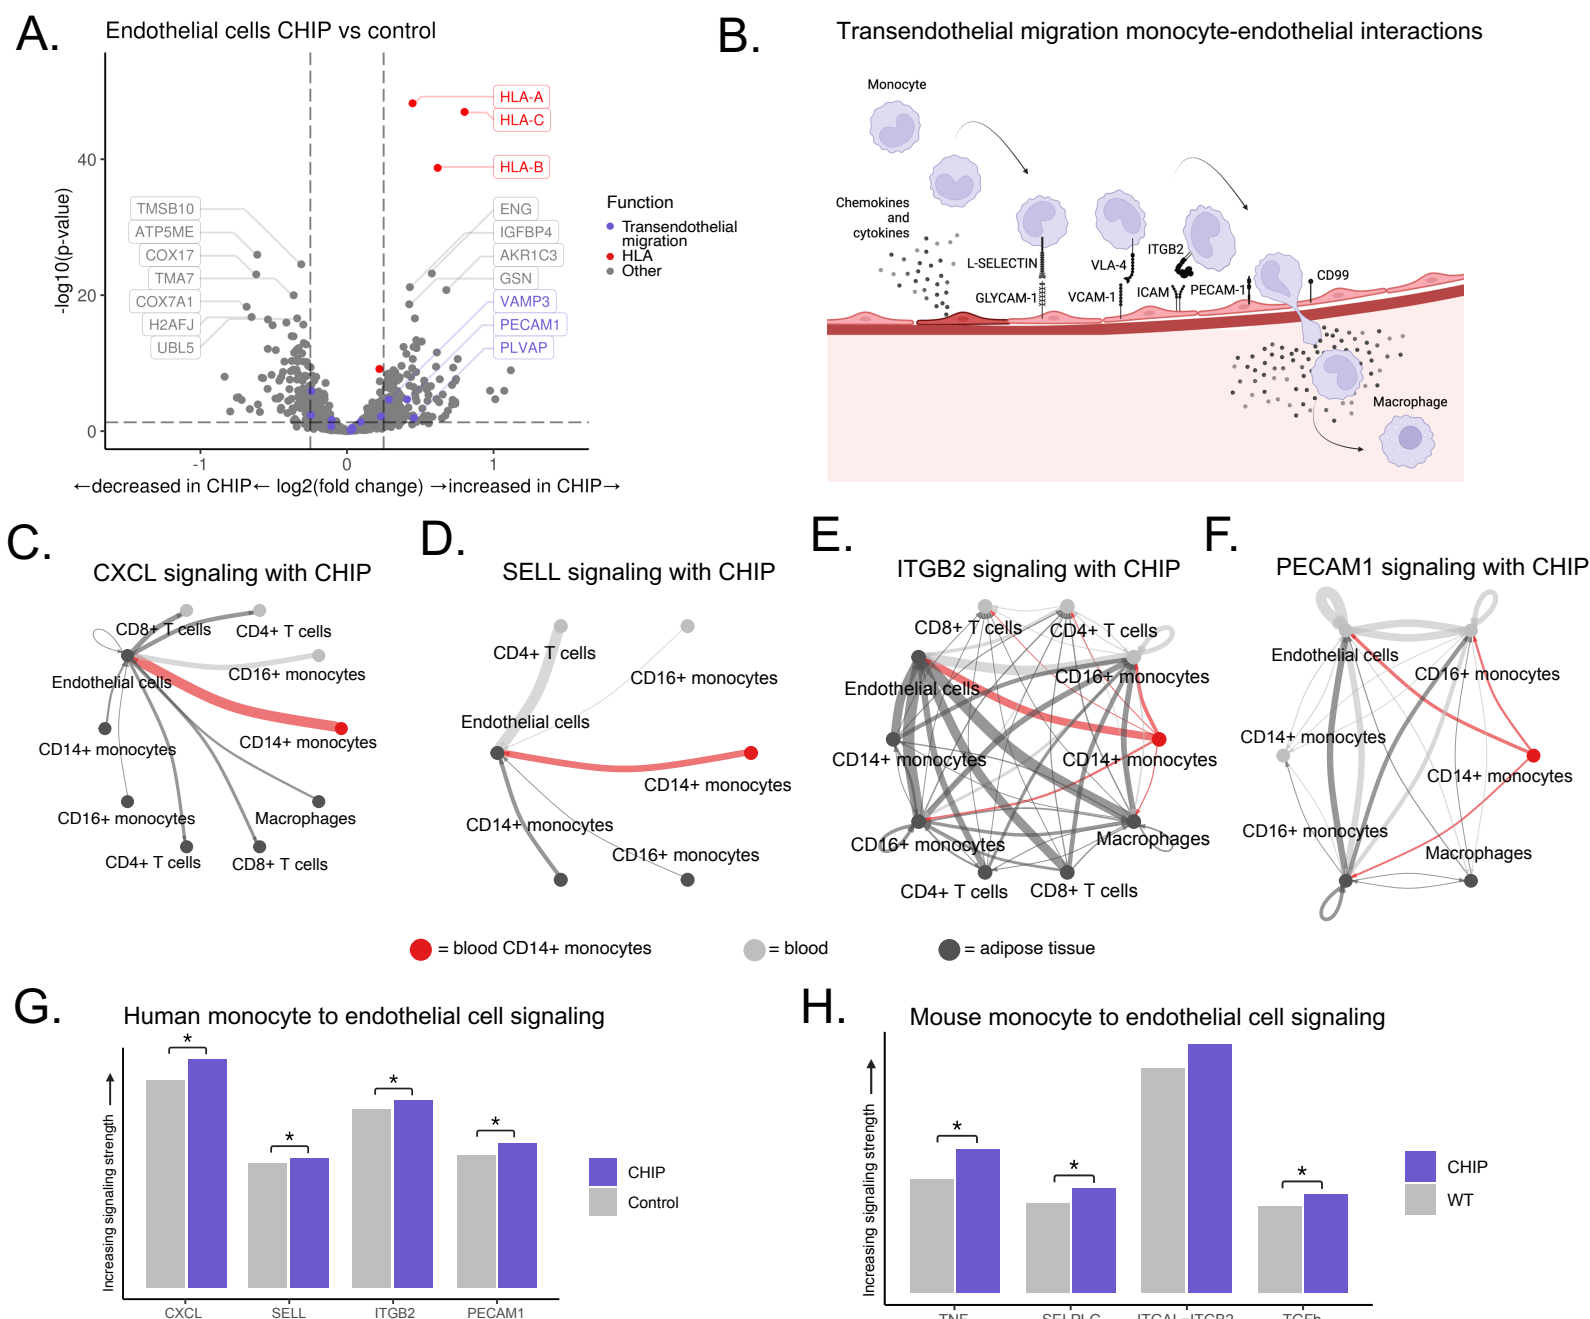 A.
Endothelial cells CHIP vs control
-log10(p-value)
40
20
0
-1
0
1
←decreased in CHIP← log2(fold change) →increased in CHIP→
TMSB10
ATP5ME
COX17
TMA7
COX7A1
H2AFJ
UBL5
HLA-A
HLA-C
HLA-B
ENG
IGFBP4
AKR1C3
GSN
VAMP3
PECAM1
PLVAP
Function
Transendothelial
migration
HLA
Other
B.
Transendothelial migration monocyte-endothelial interactions
Monocyte
Chemokines
and
cytokines
L-SELECTIN
GLYCAM-1
VLA-4
VCAM-1
ITGB2
ICAM
PECAM-1
CD99
Macrophage
C.
CXCL signaling with CHIP
CD8+ T cells
CD4+ T cells
CD16+ monocytes
Endothelial cells
CD14+ monocytes
CD14+ monocytes
CD16+ monocytes
Macrophages
CD4+ T cells
CD8+ T cells
D.
SELL signaling with CHIP
CD4+ T cells
CD16+ monocytes
Endothelial cells
CD14+ monocytes
CD14+ monocytes
CD16+ monocytes
E.
ITGB2 signaling with CHIP
CD8+ T cells
CD4+ T cells
CD16+ monocytes
Endothelial cells
CD14+ monocytes
CD14+ monocytes
CD16+ monocytes
Macrophages
CD4+ T cells
CD8+ T cells
F.
PECAM1 signaling with CHIP
Endothelial cells
CD16+ monocytes
CD14+ monocytes
CD14+ monocytes
CD16+ monocytes
Macrophages
= blood CD14+ monocytes
= blood
= adipose tissue
G.
Human monocyte to endothelial cell signaling
Increasing signaling strength
*
*
*
*
CXCL
SELL
ITGB2
PECAM1
CHIP
Control
H.
Mouse monocyte to endothelial cell signaling
Increasing signaling strength
*
*
*
TNF
SELPLG
ITGAL-ITGB2
TGFb
CHIP
WT